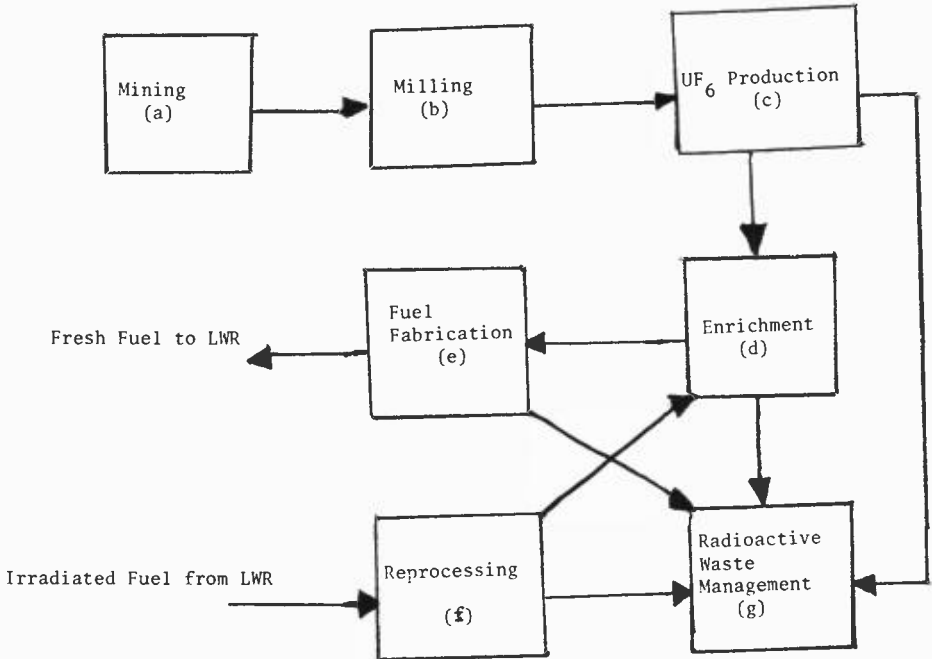 Mining
(a)
Milling
(b)
UF6 Production
(c)
Fresh Fuel to LWR
Fuel
Fabrication
(e)
Enrichment
(d)
Irradiated Fuel from LWR
Reprocessing
(f)
Radioactive
Waste
Management
(g)